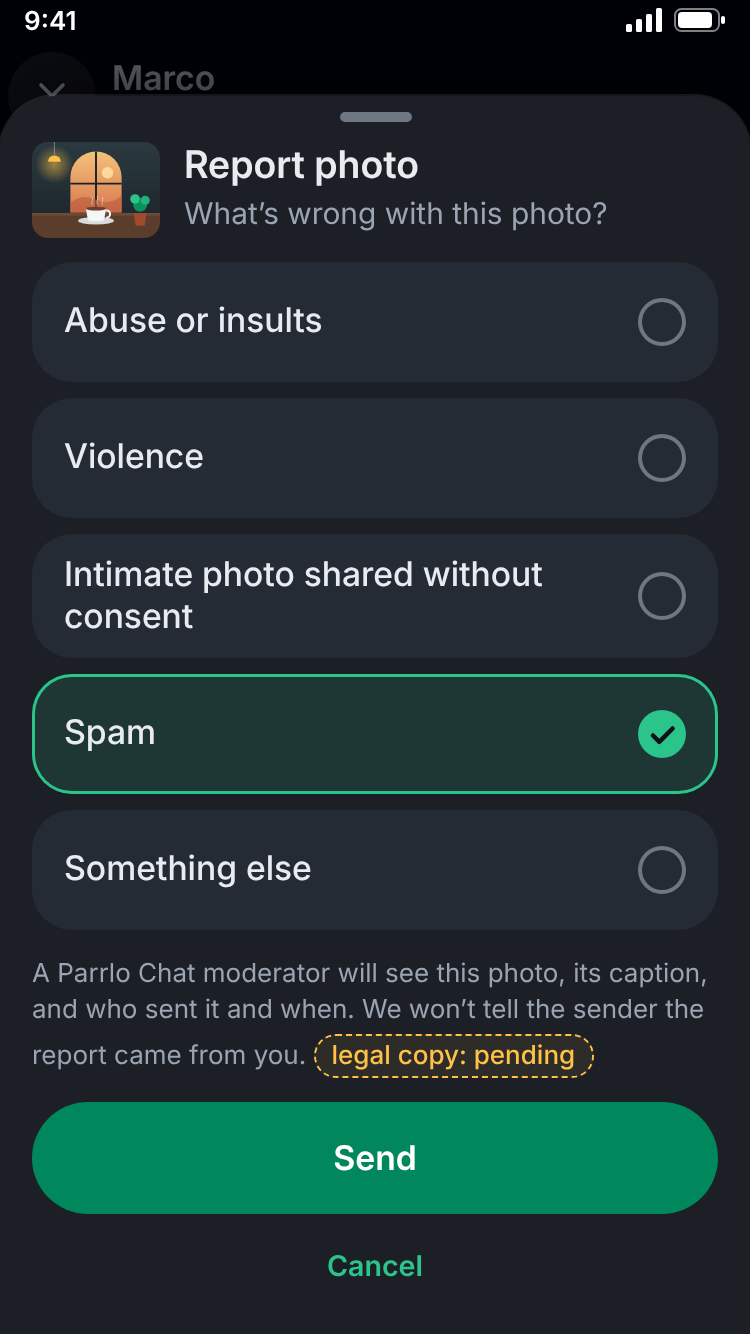 9:41
Marco
Report photo
What’s wrong with this photo?
Abuse or insults
Violence
Intimate photo shared without
consent
Spam
Something else
A Parrlo Chat moderator will see this photo, its caption,
and who sent it and when. We won’t tell the sender the
report came from you. legal copy: pending
Send
Cancel